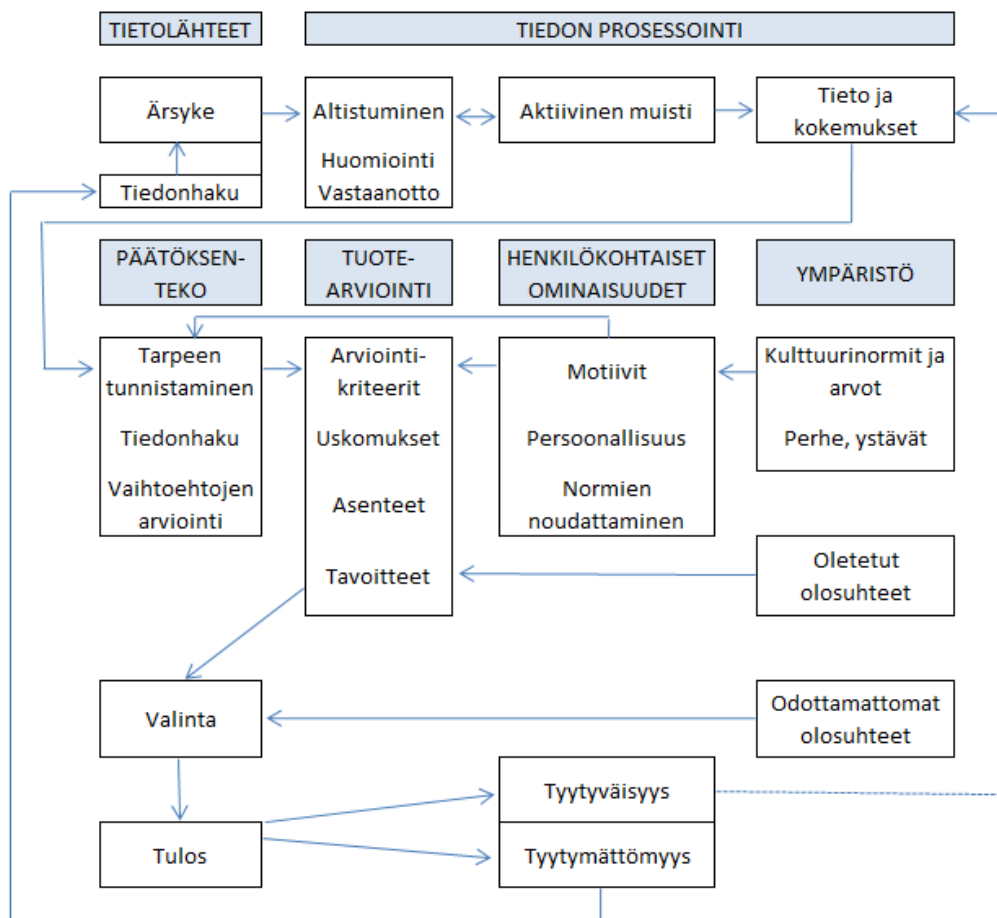 TIETOLÄHTEET
TIEDON PROSESSOINTI
Ärsyke
Tiedonhaku
Altistuminen
Huomiointi
Vastaanotto
Aktiivinen muisti
Tieto ja
kokemukset
PÄÄTÖKSEN-
TEKO
TUOTE-
ARVIOINTI
HENKILÖKOHTAISET
OMINAISUUDET
YMPÄRISTÖ
Tarpeen
tunnistaminen
Tiedonhaku
Vaihtoehtojen
arviointi
Arviointi-
kriteerit
Uskomukset
Asenteet
Tavoitteet
Motiivit
Persoonallisuus
Normien
noudattaminen
Kulttuurinormit ja
arvot
Perhe, ystävät
Oletetut
olosuhteet
Valinta
Odottamattomat
olosuhteet
Tulos
Tyytyväisyys
Tyytymättömyys